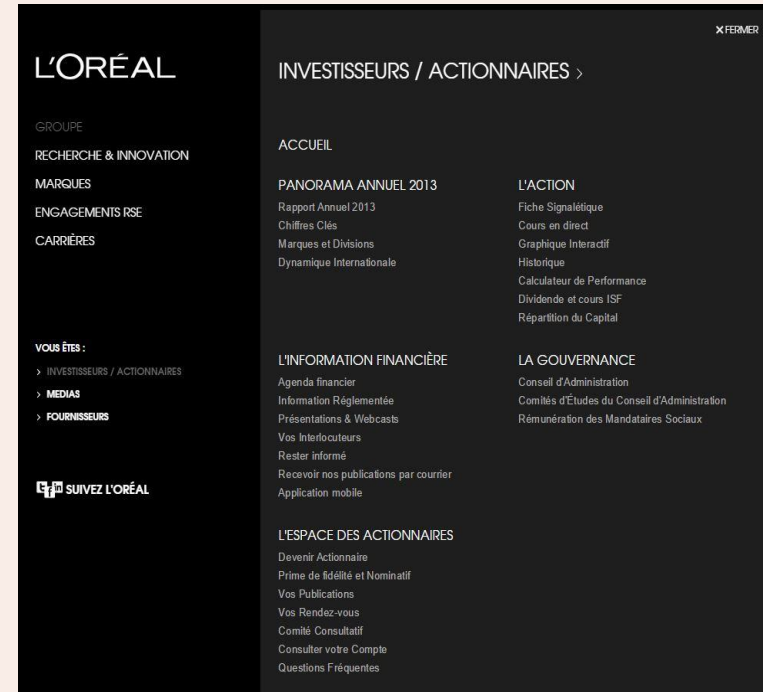 ✕ FERMER
L'ORÉAL
GROUPE
RECHERCHE & INNOVATION
MARQUES
ENGAGEMENTS RSE
CARRIÈRES
VOUS ÊTES :
> INVESTISSEURS / ACTIONNAIRES
> MEDIAS
> FOURNISSEURS
t f in SUIVEZ L'ORÉAL
INVESTISSEURS / ACTIONNAIRES >
ACCUEIL
PANORAMA ANNUEL 2013
Rapport Annuel 2013
Chiffres Clés
Marques et Divisions
Dynamique Internationale
L'ACTION
Fiche Signalétique
Cours en direct
Graphique Interactif
Historique
Calculateur de Performance
Dividende et cours ISF
Répartition du Capital
L'INFORMATION FINANCIÈRE
Agenda financier
Information Réglementée
Présentations & Webcasts
Vos Interlocuteurs
Rester informé
Recevoir nos publications par courrier
Application mobile
LA GOUVERNANCE
Conseil d'Administration
Comités d'Études du Conseil d'Administration
Rémunération des Mandataires Sociaux
L'ESPACE DES ACTIONNAIRES
Devenir Actionnaire
Prime de fidélité et Nominatif
Vos Publications
Vos Rendez-vous
Comité Consultatif
Consulter votre Compte
Questions Fréquentes